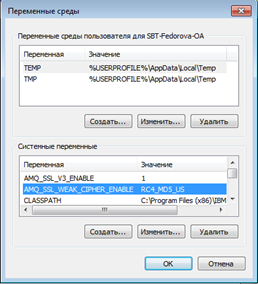 Переменные среды
Переменные среды пользователя для SBT-Fedorova-OA
Переменная Значение
TEMP %USERPROFILE%\AppData\Local\Temp
TMP %USERPROFILE%\AppData\Local\Temp
Создать... Изменить... Удалить
Системные переменные
Переменная Значение
AMQ_SSL_V3_ENABLE 1
AMQ_SSL_WEAK_CIPHER_ENABLE RC4_MD5_US
CLASSPATH C:\Program Files (x86)\IBM
Создать... Изменить... Удалить
OK Отмена